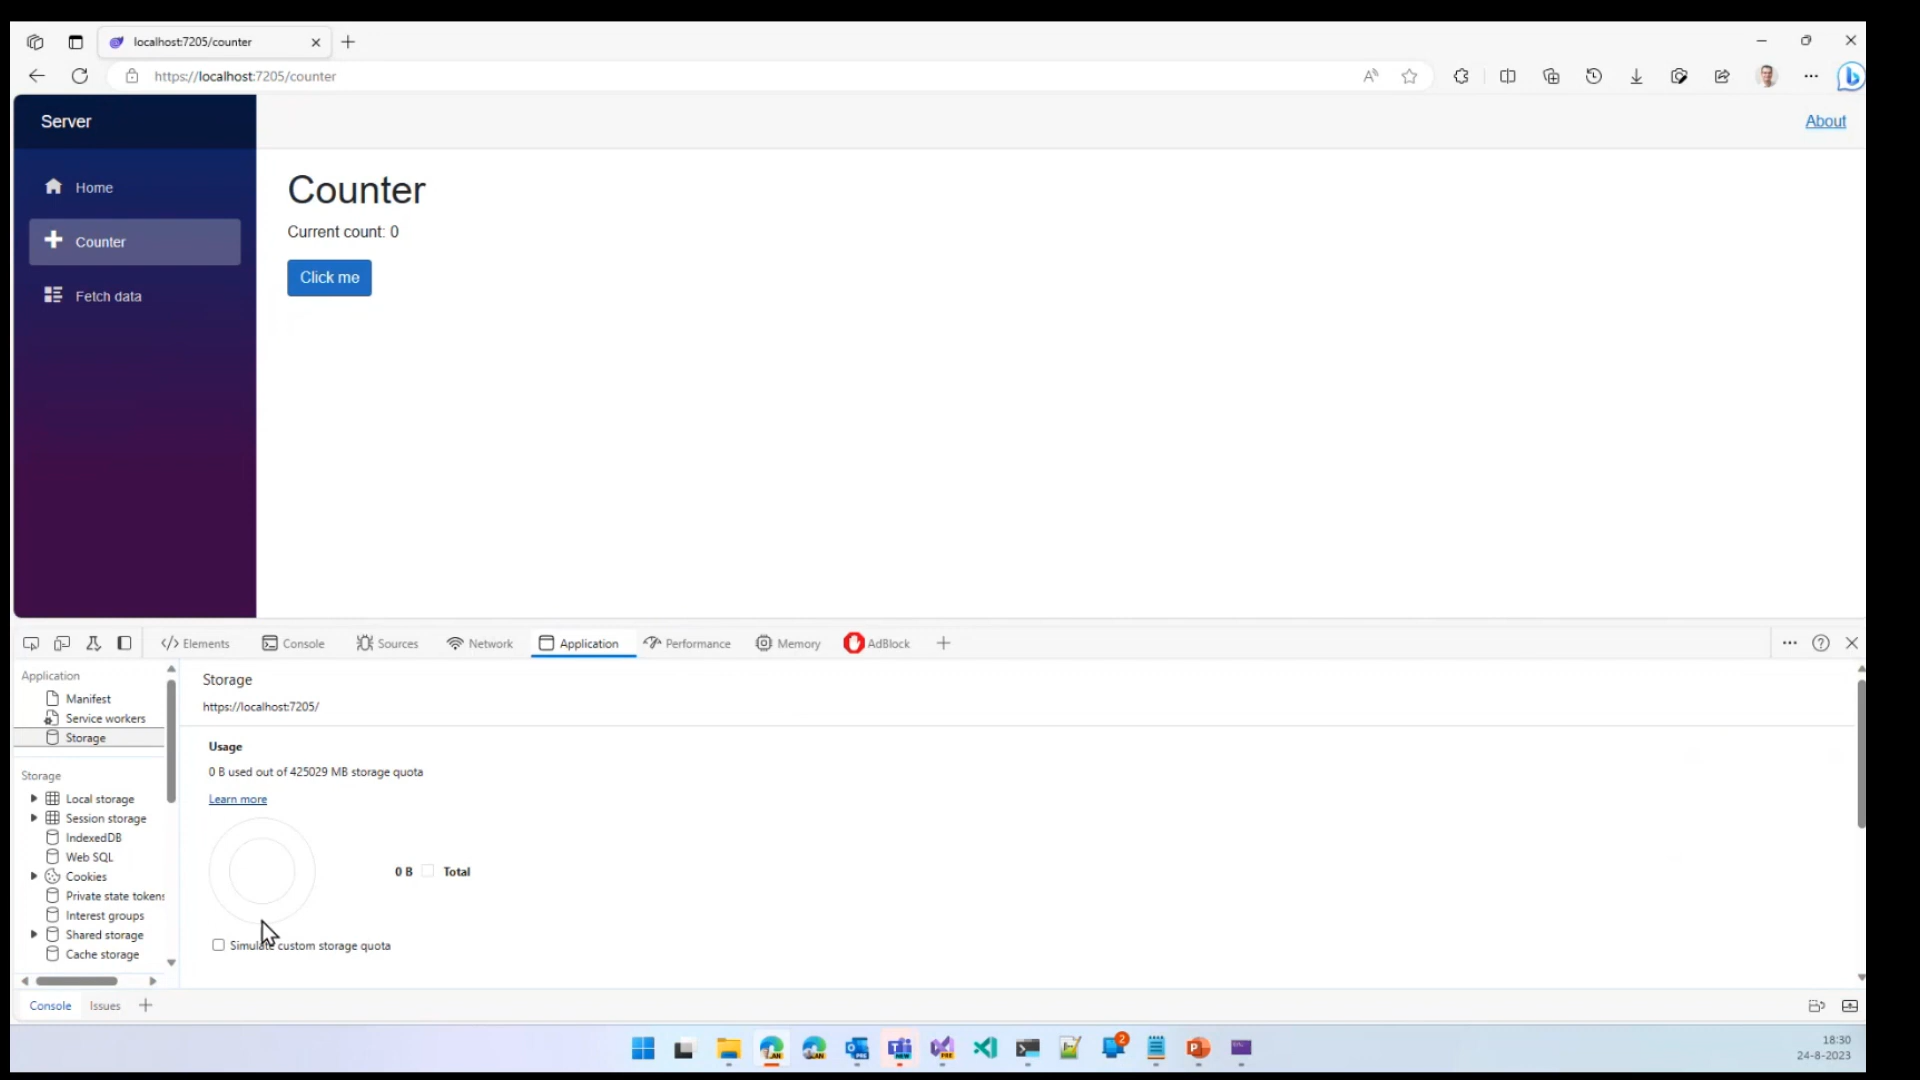 localhost:7205/counter
https://localhost:7205/counter
Server
About
Home
Counter
Fetch data
Counter
Current count: 0
Click me
Elements
Console
Sources
Network
Application
Performance
Memory
AdBlock
Application
Manifest
Service workers
Storage
Storage
Local storage
Session storage
IndexedDB
Web SQL
Cookies
Private state tokens
Interest groups
Shared storage
Cache storage
Storage
https://localhost:7205/
Usage
0 B used out of 425029 MB storage quota
Learn more
0 B Total
Simulate custom storage quota
Console
Issues
2
18:30
24-8-2023